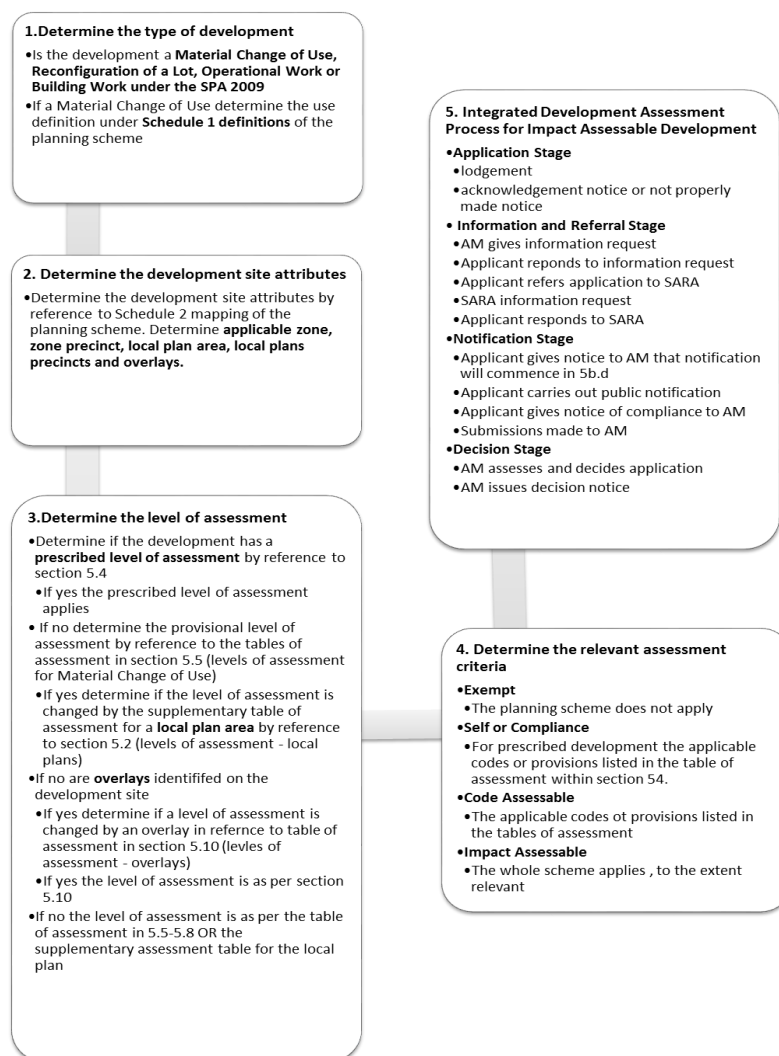 1.Determine the type of development
•Is the development a Material Change of Use,
Reconfiguration of a Lot, Operational Work or
Building Work under the SPA 2009
•If a Material Change of Use determine the use
definition under Schedule 1 definitions of the
planning scheme
2. Determine the development site attributes
•Determine the development site attributes by
reference to Schedule 2 mapping of the
planning scheme. Determine applicable zone,
zone precinct, local plan area, local plans
precincts and overlays.
3.Determine the level of assessment
•Determine if the development has a
prescribed level of assessment by reference to
section 5.4
•If yes the prescribed level of assessment
applies
• If no determine the provisional level of
assessment by reference to the tables of
assessment in section 5.5 (levels of assessment
for Material Change of Use)
•If yes determine if the level of assessment is
changed by the supplementary table of
assessment for a local plan area by reference
to section 5.2 (levels of assessment - local
plans)
•If no are overlays identififed on the
development site
•If yes determine if a level of assessment is
changed by an overlay in refernce to table of
assessment in section 5.10 (levles of
assessment - overlays)
•If yes the level of assessment is as per section
5.10
•If no the level of assessment is as per the table
of assessment in 5.5-5.8 OR the
supplementary assessment table for the local
plan
4. Determine the relevant assessment
criteria
•Exempt
•The planning scheme does not apply
•Self or Compliance
•For prescribed development the applicable
codes or provisions listed in the table of
assessment within section 54.
•Code Assessable
•The applicable codes ot provisions listed in
the tables of assessment
•Impact Assessable
•The whole scheme applies , to the extent
relevant
5. Integrated Development Assessment
Process for Impact Assessable Development
•Application Stage
•lodgement
•acknowledgement notice or not properly
made notice
• Information and Referral Stage
•AM gives information request
•Applicant reponds to information request
•Applicant refers application to SARA
•SARA information request
•Applicant responds to SARA
•Notification Stage
•Applicant gives notice to AM that notification
will commence in 5b.d
•Applicant carries out public notification
•Applicant gives notice of compliance to AM
•Submissions made to AM
•Decision Stage
•AM assesses and decides application
•AM issues decision notice